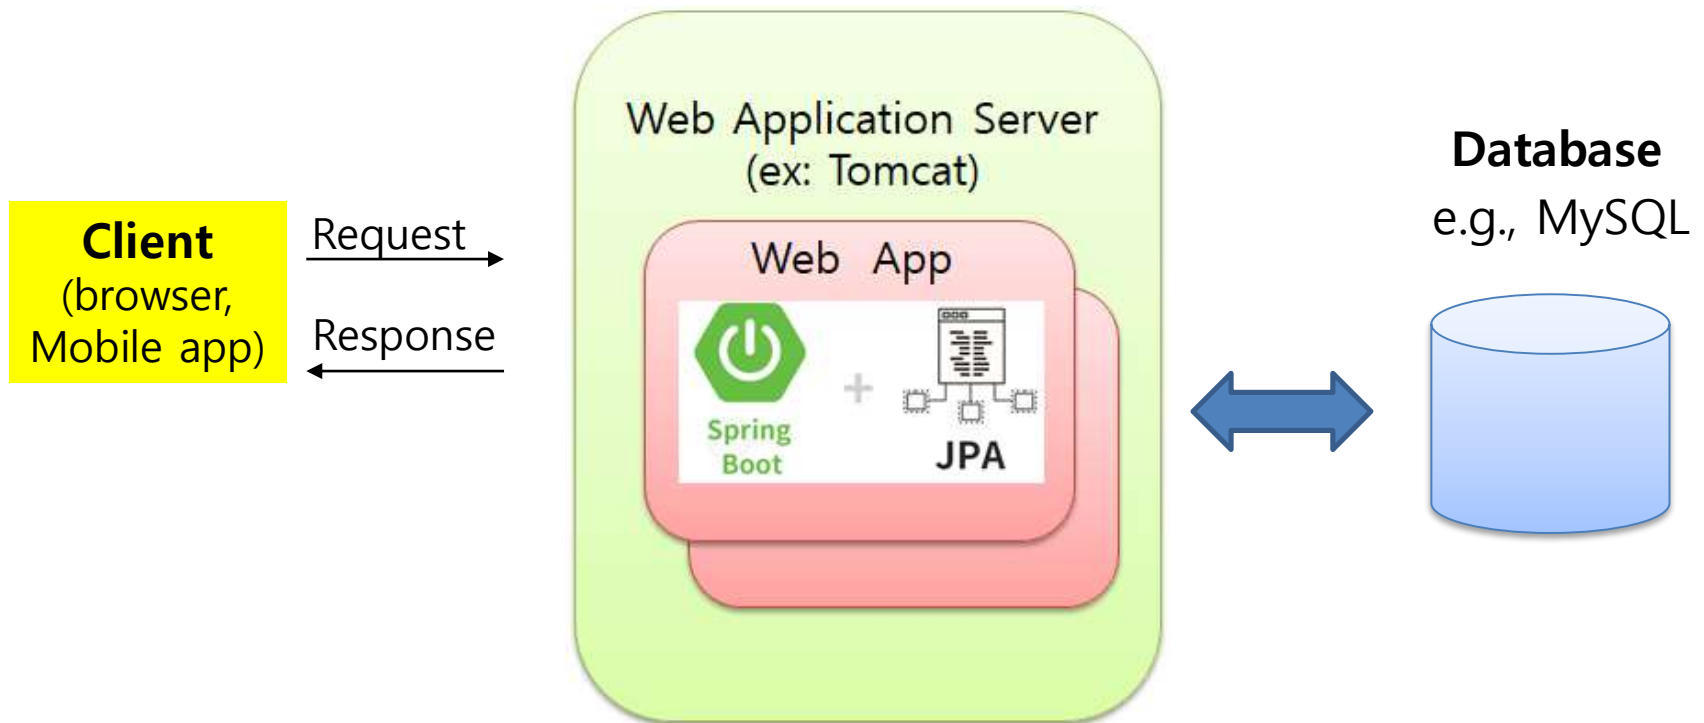 Client
(browser,
Mobile app)
Request
Response
Web Application Server
(ex: Tomcat)
Web App
Spring
Boot
JPA
Database
e.g., MySQL